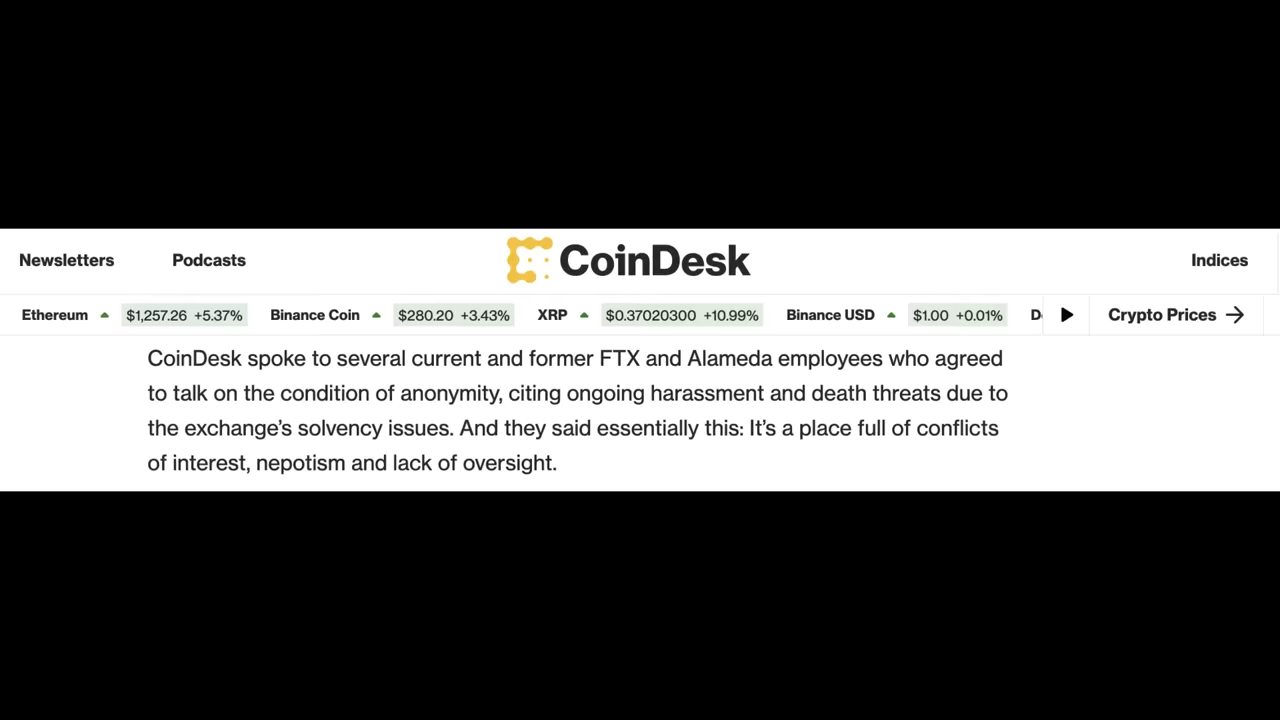 Newsletters Podcasts CoinDesk Indices
Ethereum $1,257.26 +5.37% Binance Coin $280.20 +3.43% XRP $0.37020300 +10.99% Binance USD $1.00 +0.01% Crypto Prices →
CoinDesk spoke to several current and former FTX and Alameda employees who agreed
to talk on the condition of anonymity, citing ongoing harassment and death threats due to
the exchange’s solvency issues. And they said essentially this: It’s a place full of conflicts
of interest, nepotism and lack of oversight.